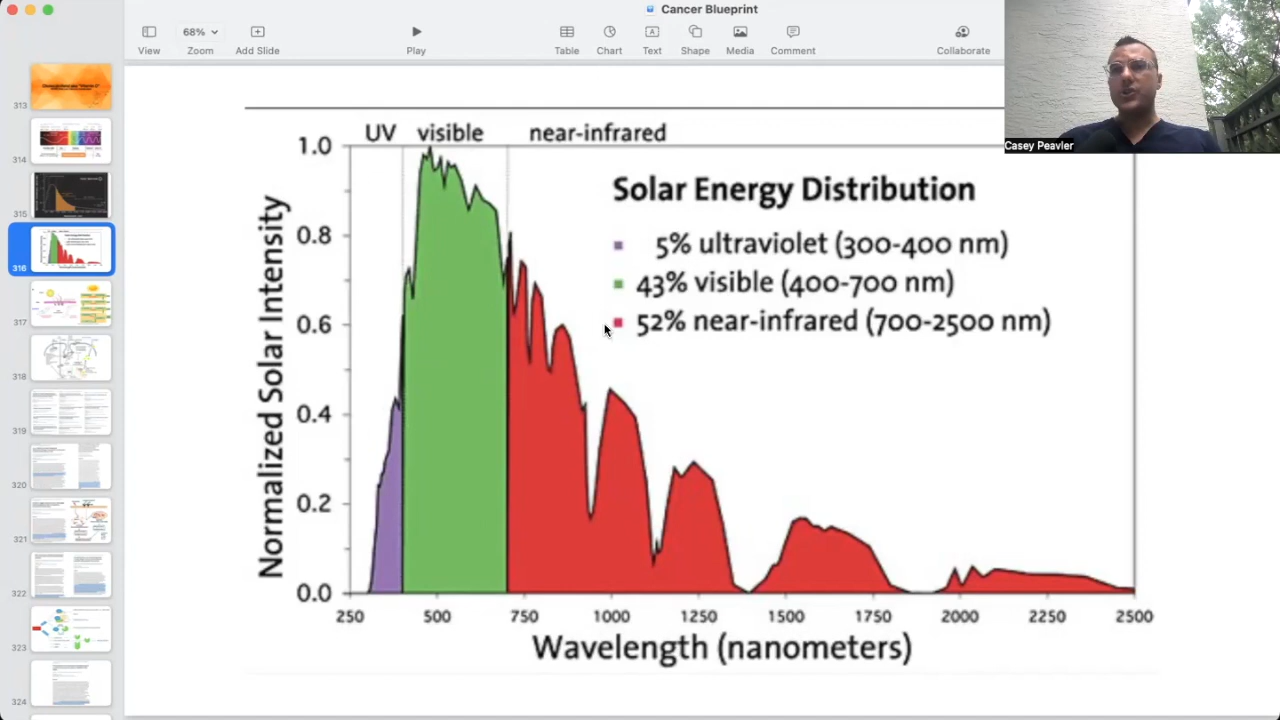 Cancer Blueprint
68%
View
Zoom
Add Slide
Play
Table
Chart
Text
Shape
Media
Comment
Collaborate
Casey Peavler
313
314
315
316
317
318
319
320
321
322
323
324
UV visible near-infrared
Solar Energy Distribution
5% ultraviolet (300-400 nm)
43% visible (400-700 nm)
52% near-infrared (700-2500 nm)
Normalized Solar Intensity
1.0
0.8
0.6
0.4
0.2
0.0
250 500 750 1000 1250 1500 1750 2000 2250 2500
Wavelength (nanometers)